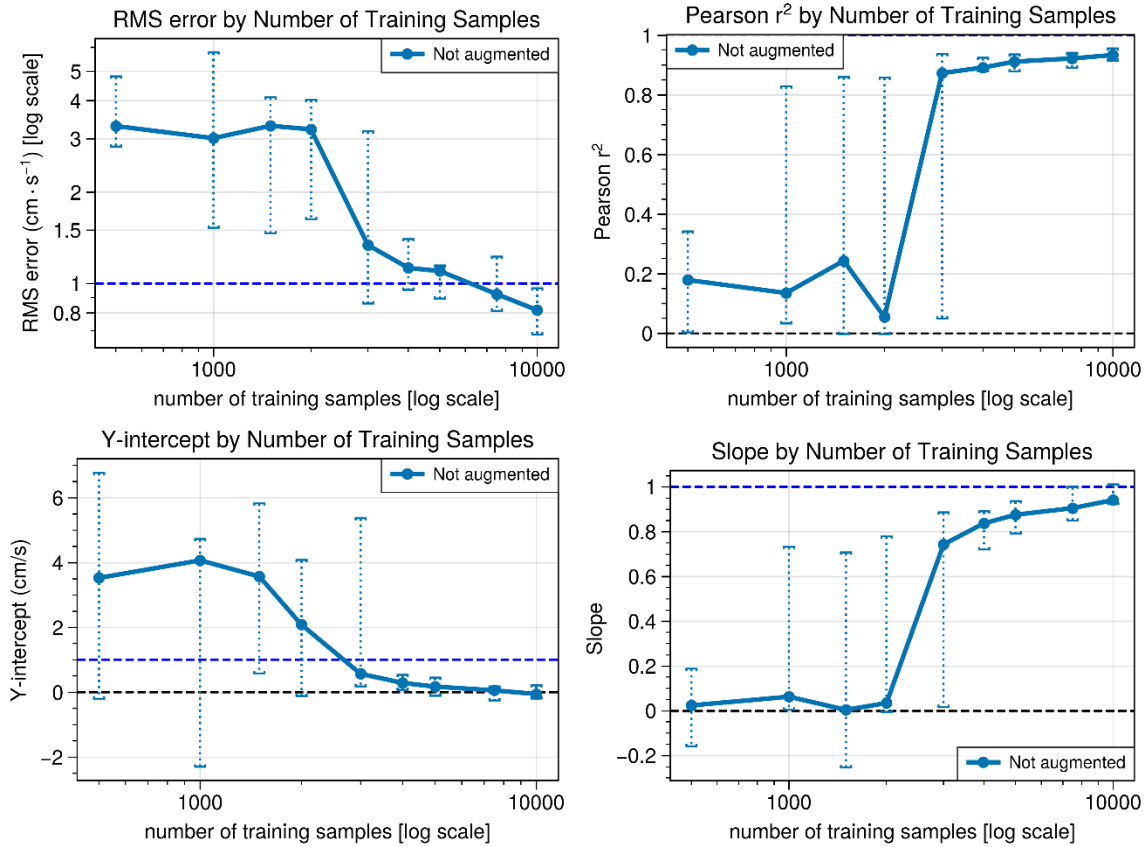 RMS error by Number of Training Samples
Not augmented
RMS error (cm · s⁻¹) [log scale]
5
4
3
2
1.5
1
0.8
1000
10000
number of training samples [log scale]
Pearson r²by Number of Training Samples
Not augmented
Pearson r²
1
0.8
0.6
0.4
0.2
0
1000
10000
number of training samples [log scale]
Y-intercept by Number of Training Samples
Not augmented
Y-intercept (cm/s)
6
4
2
0
−2
1000
10000
number of training samples [log scale]
Slope by Number of Training Samples
Slope
1
0.8
0.6
0.4
0.2
0
−0.2
Not augmented
1000
10000
number of training samples [log scale]